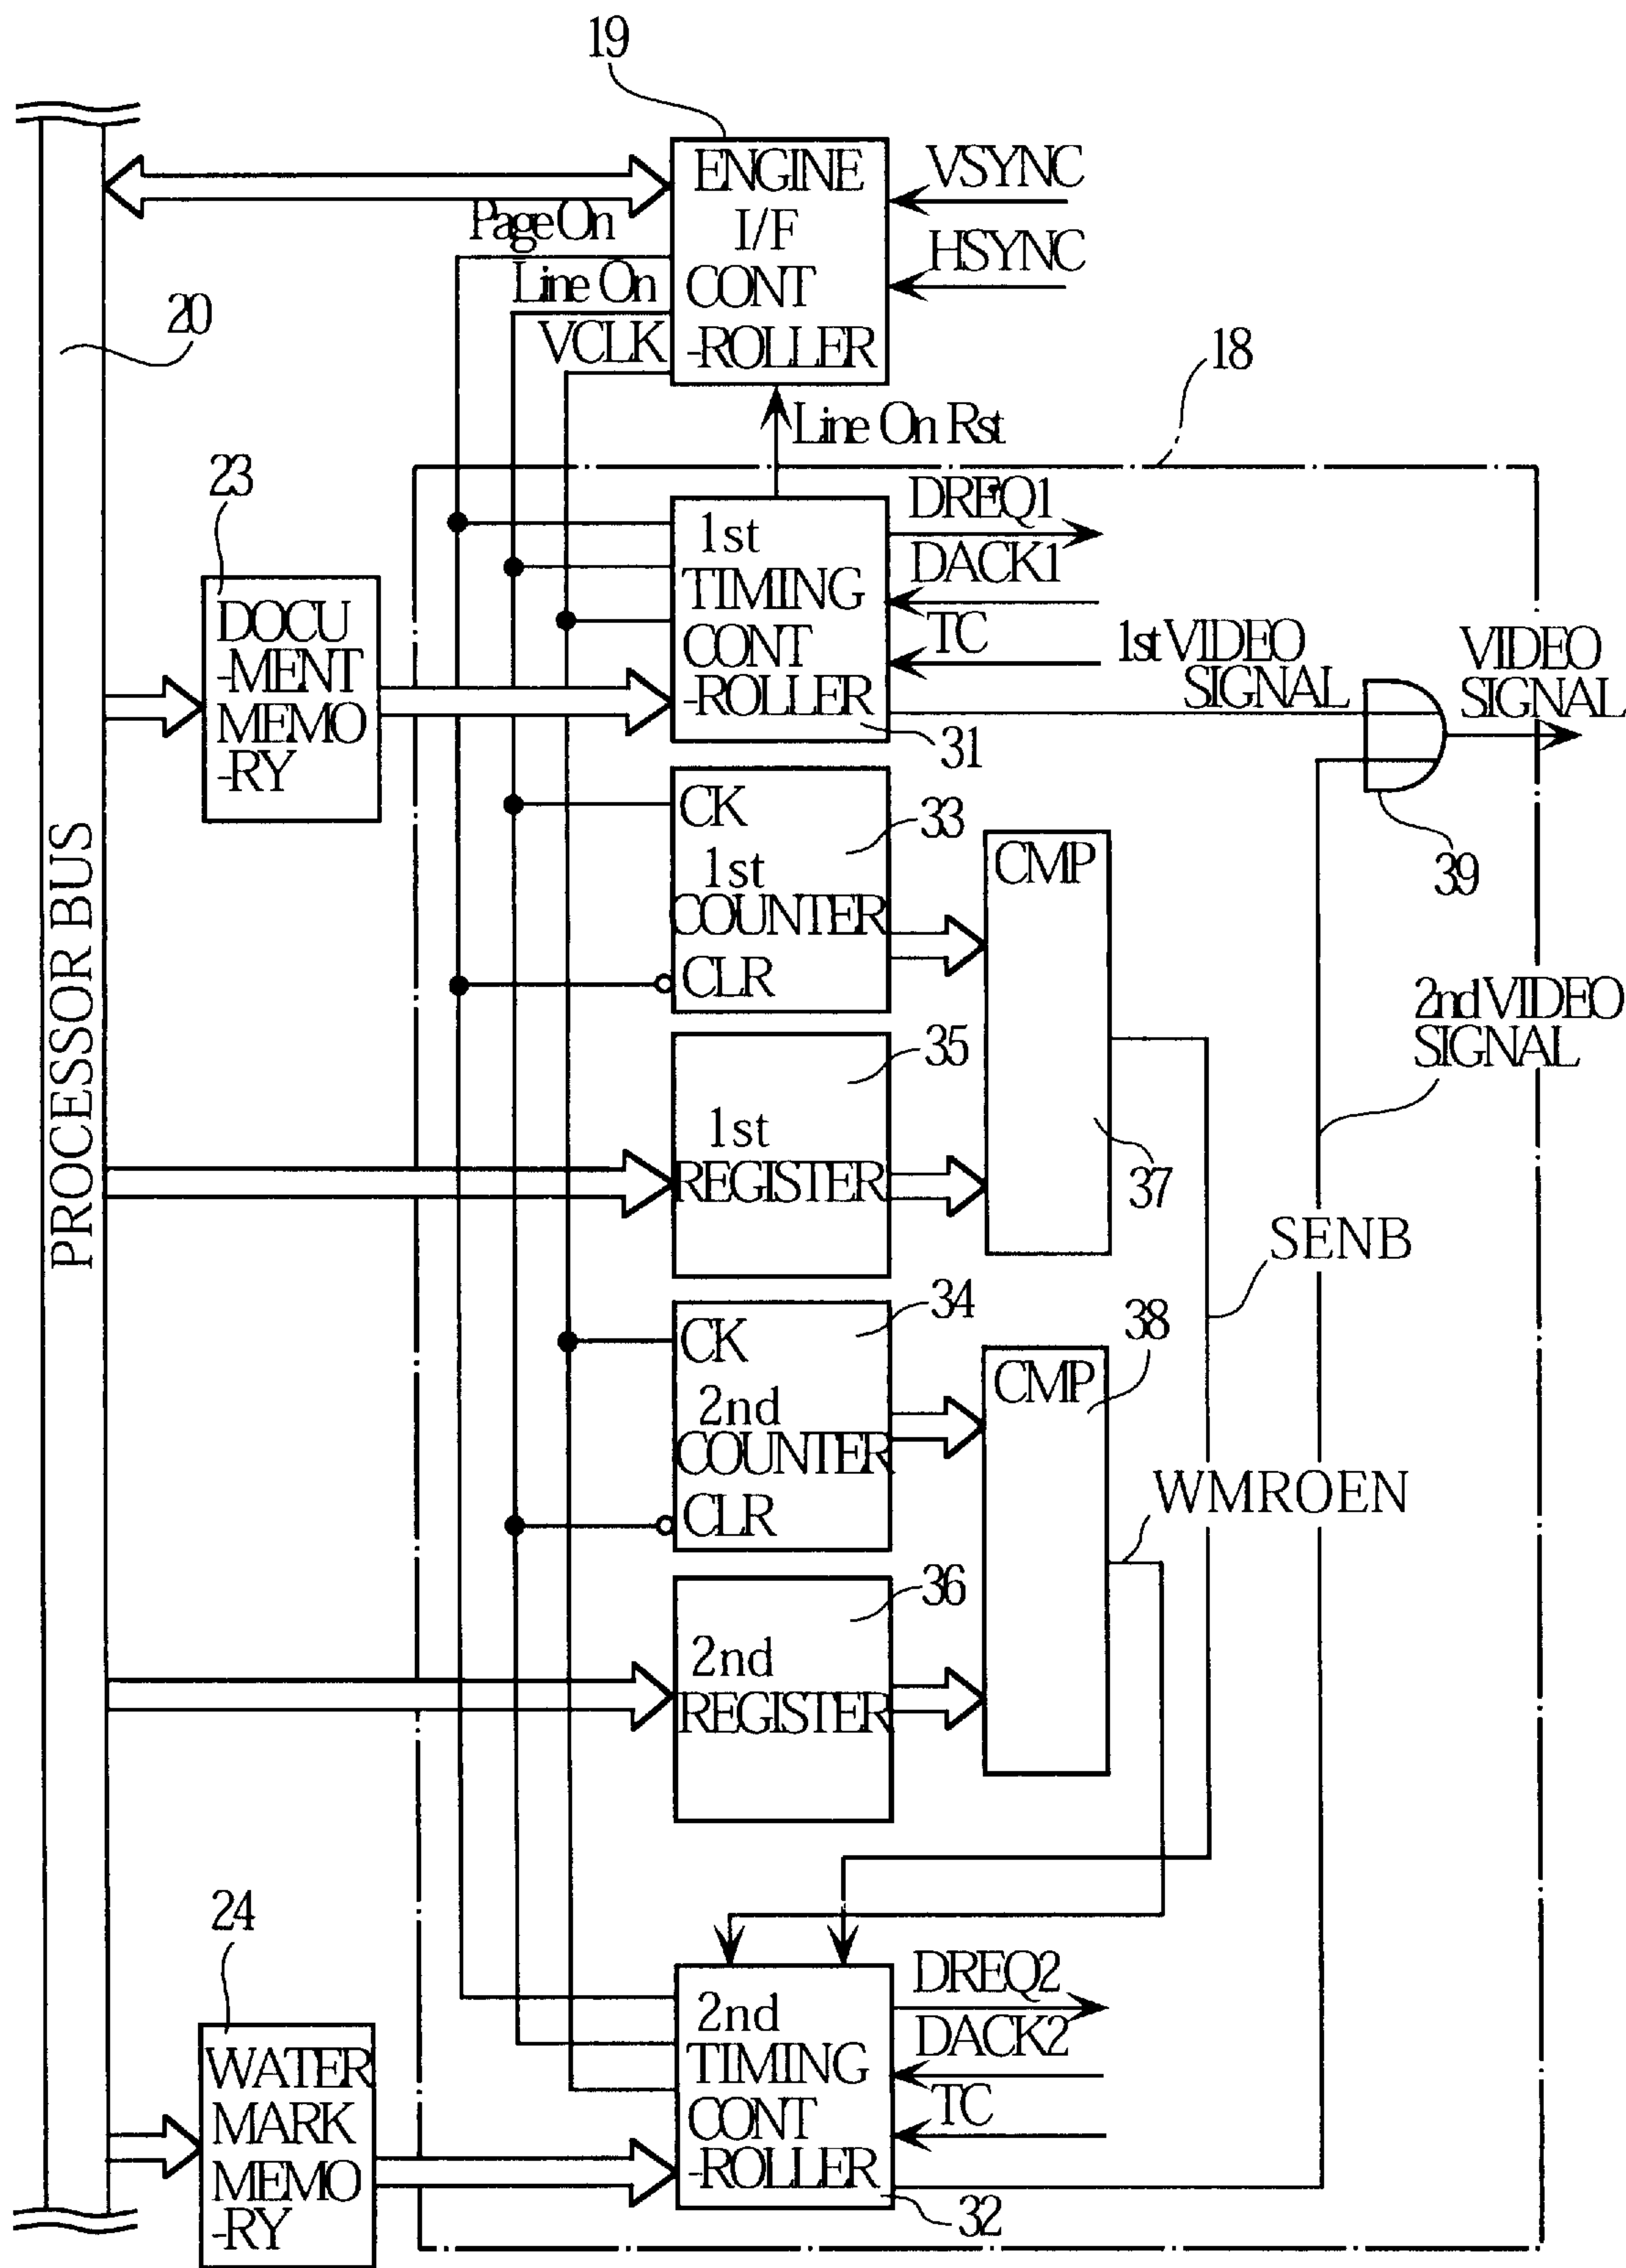 19
ENGINE
I/F
CONT
-ROLLER
VSYNC
HSYNC
Page On
Line On
VCLK
20
18
Line On Rst
23
DOCU
-MENT
MEMO
-RY
1st
TIMING
CONT
-ROLLER
31
DREQ1
DACK1
TC
1st VIDEO
SIGNAL
VIDEO
SIGNAL
39
PROCESSOR BUS
CK
1st
COUNTER
CLR
33
CMP
37
2nd VIDEO
SIGNAL
35
1st
REGISTER
SENB
34
CK
2nd
COUNTER
CLR
38
CMP
WMROEN
36
2nd
REGISTER
24
WATER
MARK
MEMO
-RY
2nd
TIMING
CONT
-ROLLER
32
DREQ2
DACK2
TC